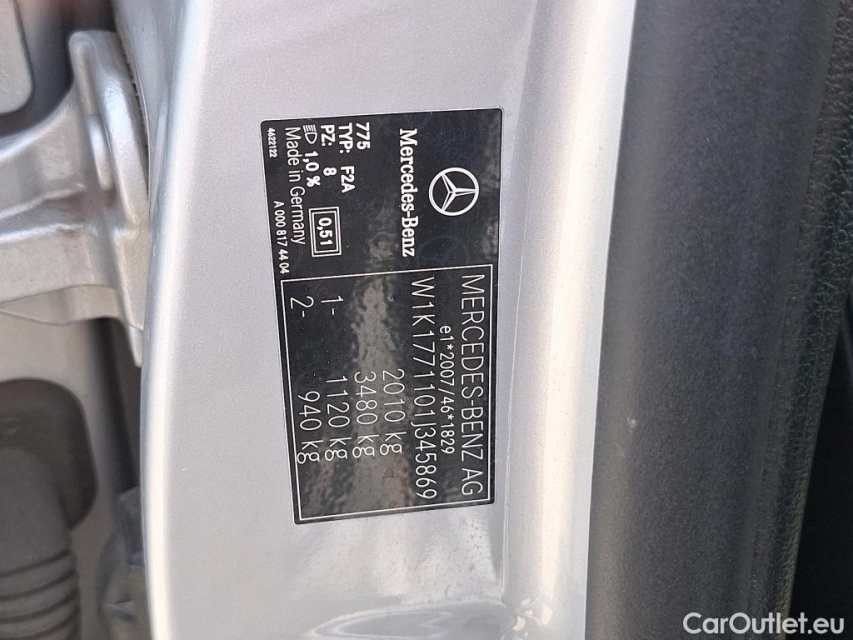 Mercedes-Benz
775
TYP: F2A
PZ: 8
1,0 %
0,51
Made in Germany
4622122
A 000 817 44 04
MERCEDES-BENZ AG
e1*2007/46*1829
W1K1771101J345869
2010 kg
3480 kg
1- 1120 kg
2- 940 kg
CarOutlet.eu